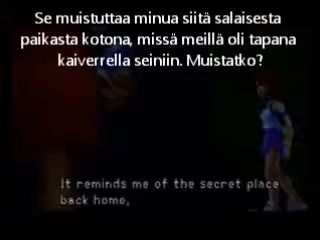 Se muistuttaa minua siitä salaisesta
paikasta kotona, missä meillä oli tapana
kaiverrella seiniin. Muistatko?
It reminds me of the secret place
back home,